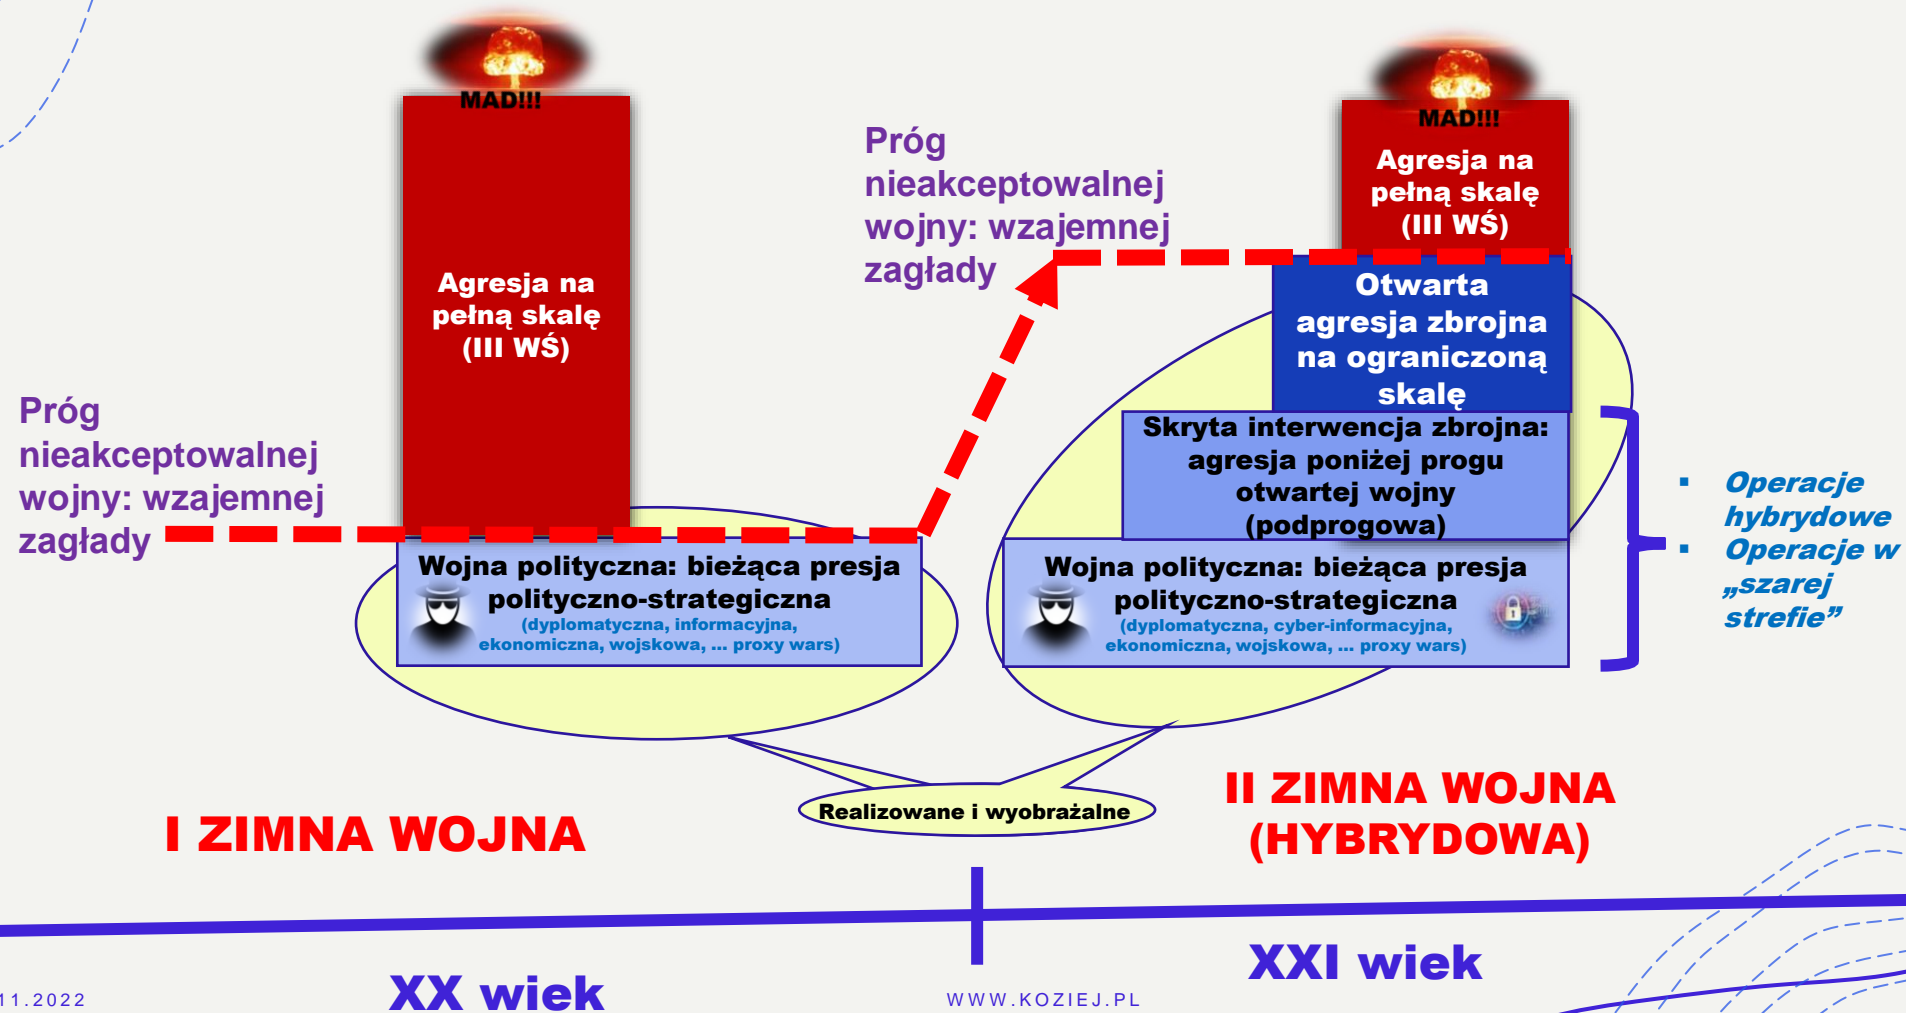 MAD!!!
Agresja na
pełną skalę
(III WŚ)
Próg
nieakceptowalnej
wojny: wzajemnej
zagłady
Wojna polityczna: bieżąca presja
polityczno-strategiczna
(dyplomatyczna, informacyjna,
ekonomiczna, wojskowa, ... proxy wars)
I ZIMNA WOJNA
Próg
nieakceptowalnej
wojny: wzajemnej
zagłady
MAD!!!
Agresja na
pełną skalę
(III WŚ)
Otwarta
agresja zbrojna
na ograniczoną
skalę
Skryta interwencja zbrojna:
agresja poniżej progu
otwartej wojny
(podprogowa)
Wojna polityczna: bieżąca presja
polityczno-strategiczna
(dyplomatyczna, cyber-informacyjna,
ekonomiczna, wojskowa, ... proxy wars)
▪ Operacje
hybrydowe
▪ Operacje w
„szarej
strefie”
Realizowane i wyobrażalne
II ZIMNA WOJNA
(HYBRYDOWA)
XX wiek
XXI wiek
11.2022
WWW.KOZIEJ.PL